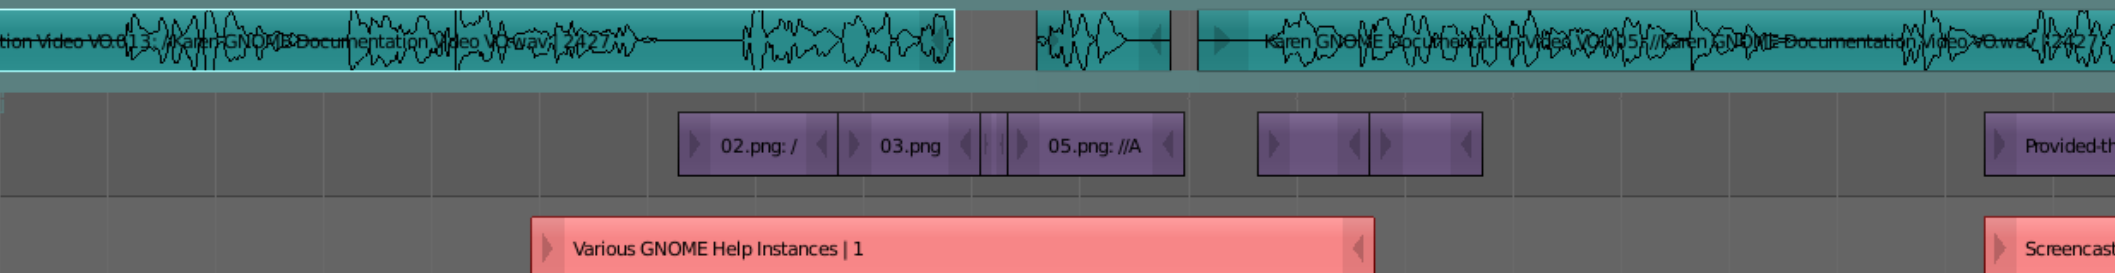 tion Video VO.013: //Karen GNOME Documentation Video VO.wav | 2427
Karen GNOME Documentation Video VO.005: //Karen GNOME Documentation Video VO.wav | 2427
02.png: /
03.png
05.png: //A
Provided-th
Various GNOME Help Instances | 1
Screencast